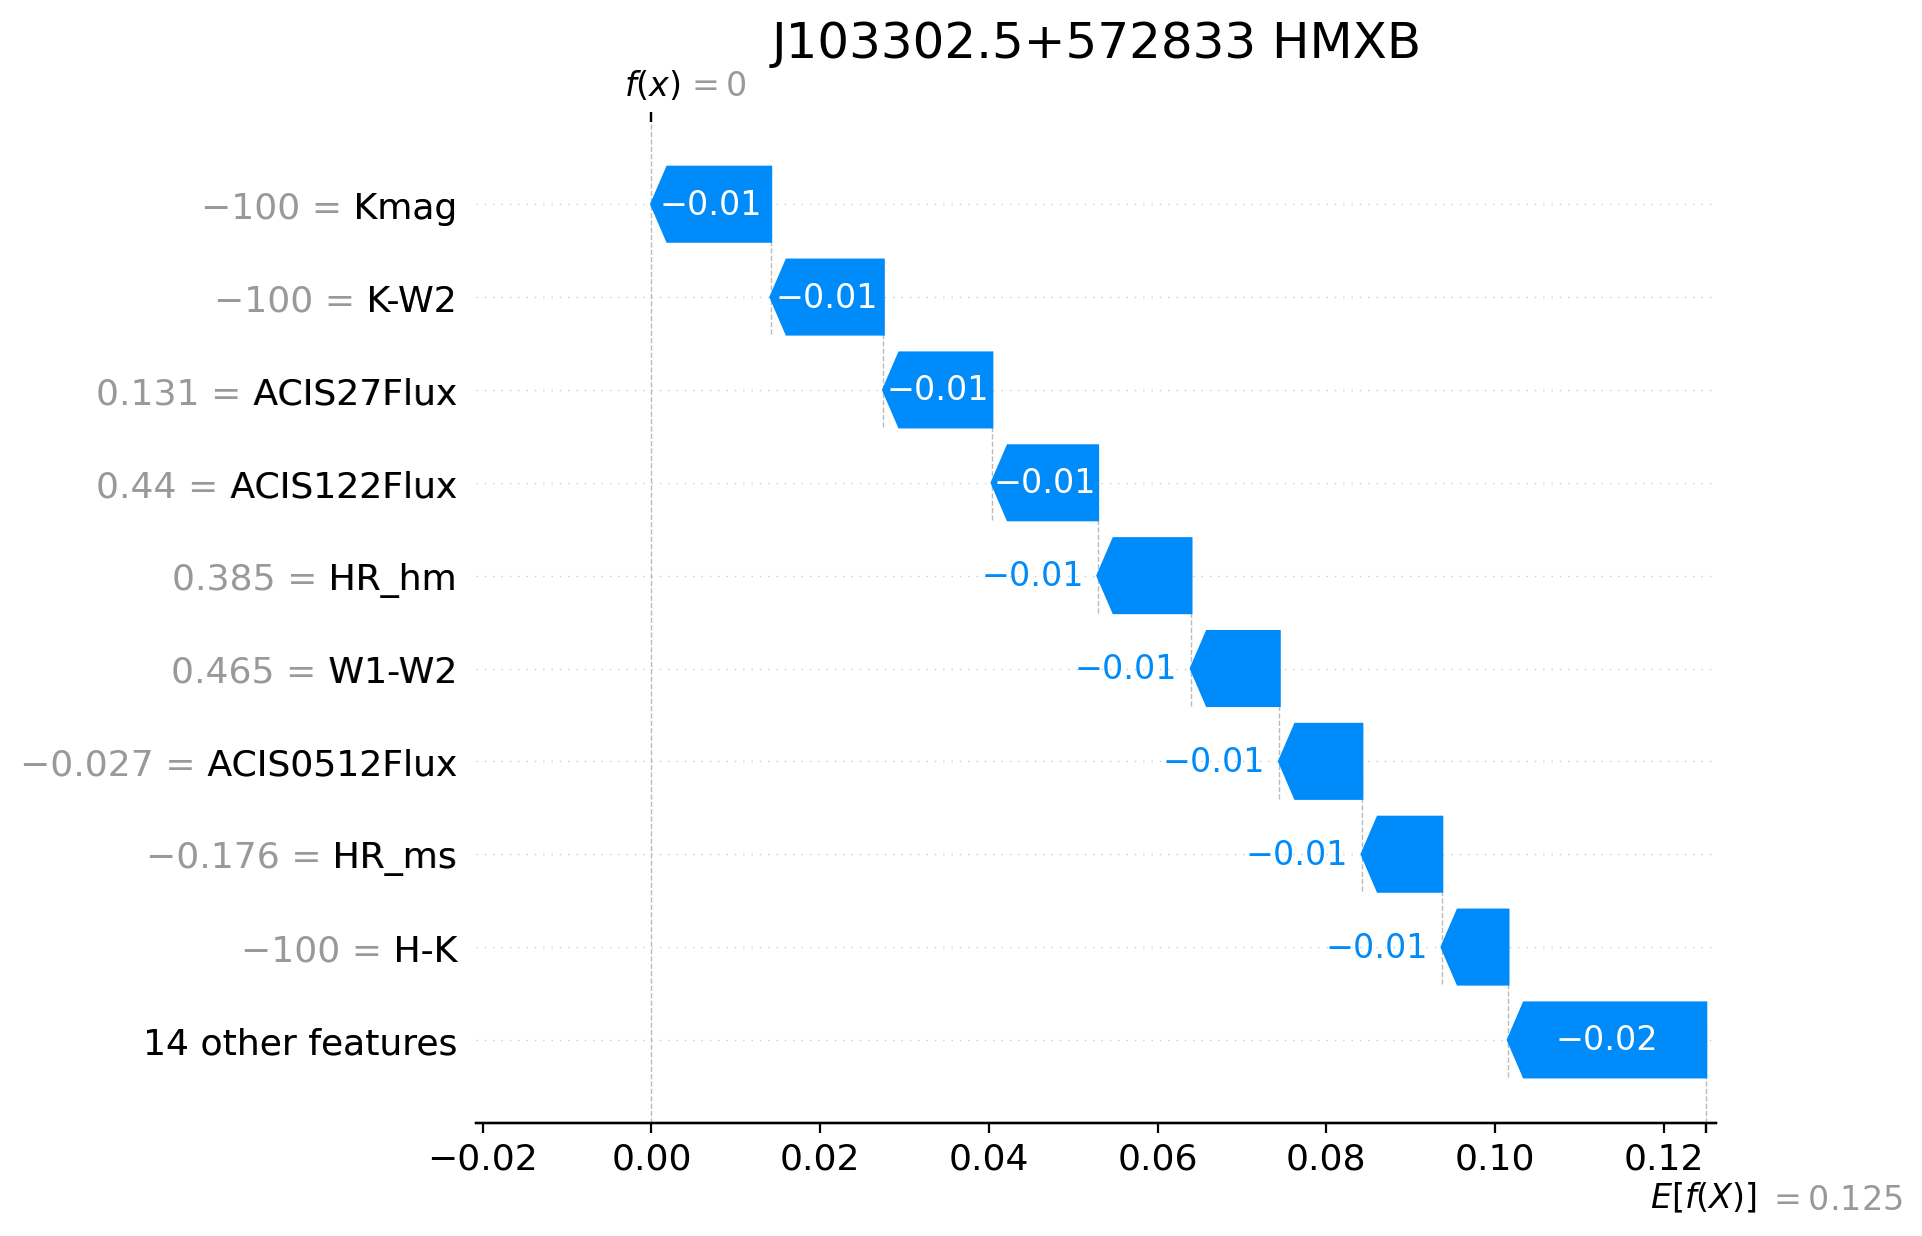 J103302.5+572833 HMXB
f(x) = 0
−100 = Kmag −0.01
−100 = K-W2 −0.01
0.131 = ACIS27Flux −0.01
0.44 = ACIS122Flux −0.01
0.385 = HR_hm −0.01
0.465 = W1-W2 −0.01
−0.027 = ACIS0512Flux −0.01
−0.176 = HR_ms −0.01
−100 = H-K −0.01
14 other features −0.02
−0.02 0.00 0.02 0.04 0.06 0.08 0.10 0.12
E[f(X)] = 0.125